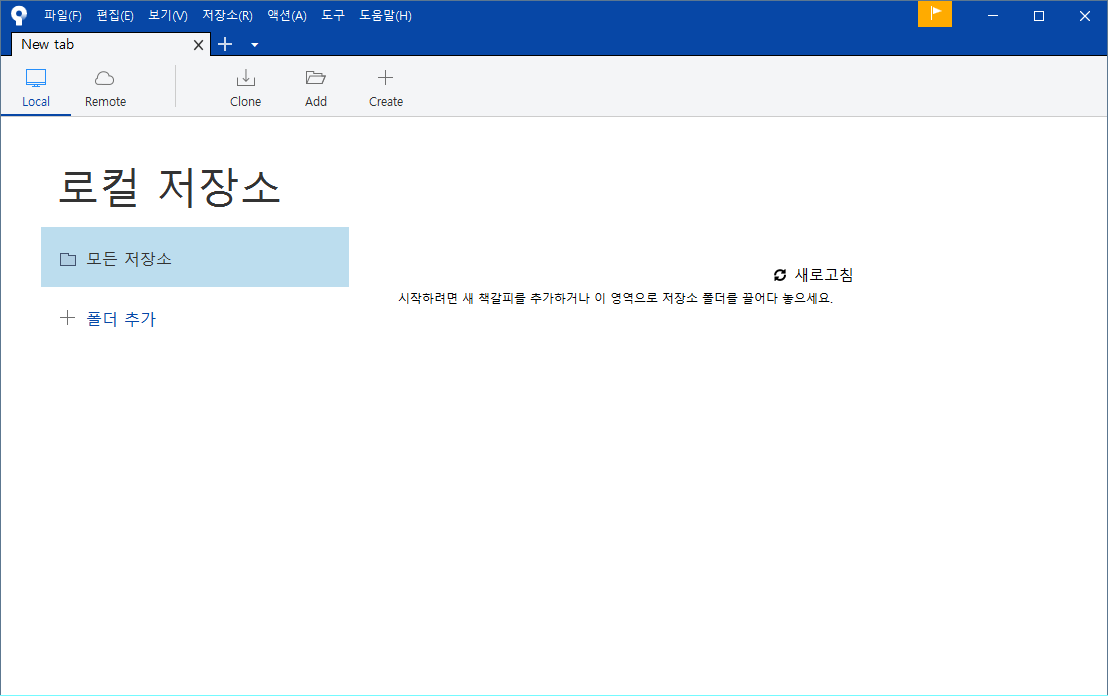 파일(F) 편집(E) 보기(V) 저장소(R) 액션(A) 도구 도움말(H)
New tab
Local Remote Clone Add Create
로컬 저장소
모든 저장소
새로고침
시작하려면 새 책갈피를 추가하거나 이 영역으로 저장소 폴더를 끌어다 놓으세요.
폴더 추가